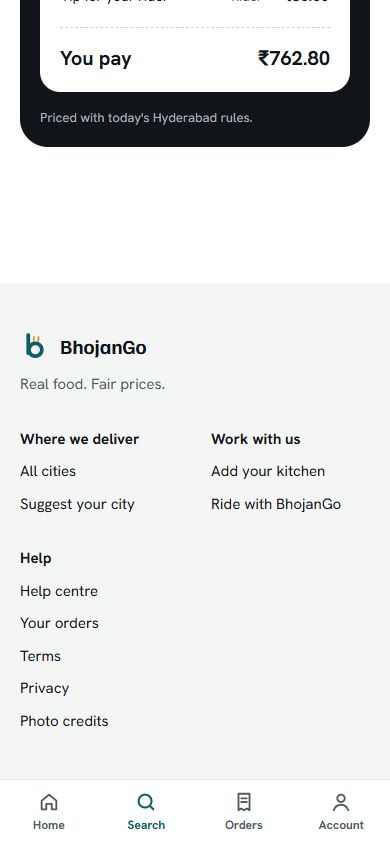 You pay ₹762.80
Priced with today's Hyderabad rules.
BhojanGo
Real food. Fair prices.
Where we deliver
All cities
Suggest your city
Work with us
Add your kitchen
Ride with BhojanGo
Help
Help centre
Your orders
Terms
Privacy
Photo credits
Home
Search
Orders
Account